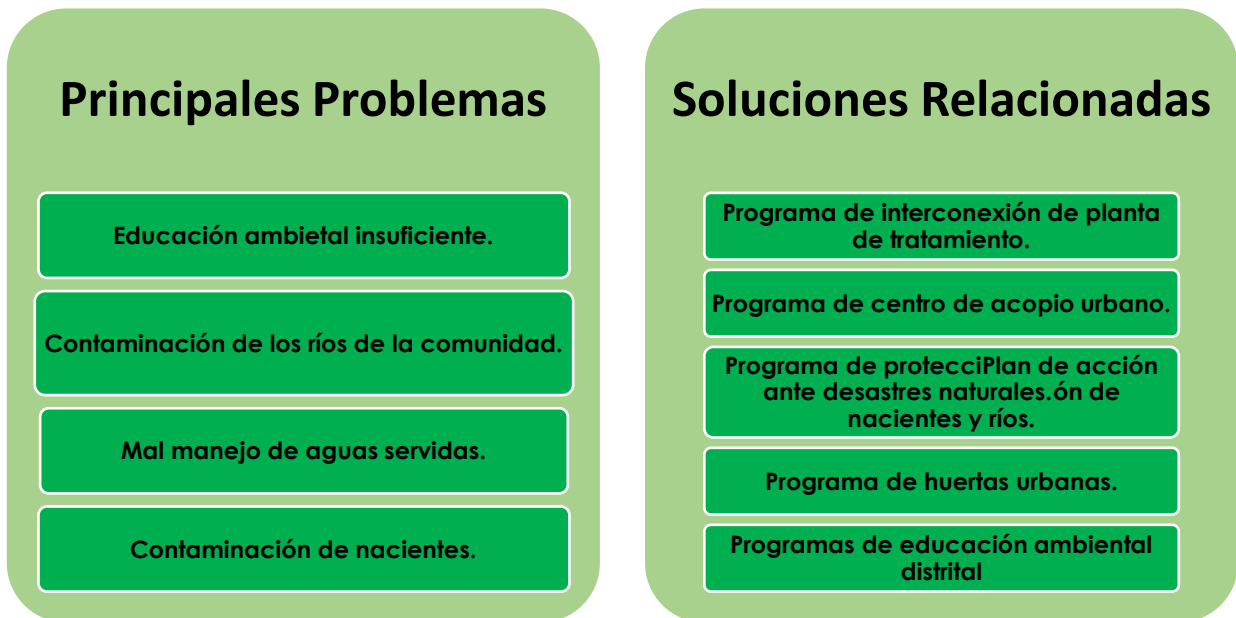 Principales Problemas
Educación ambietal insuficiente.
Contaminación de los ríos de la comunidad.
Mal manejo de aguas servidas.
Contaminación de nacientes.
Soluciones Relacionadas
Programa de interconexión de planta
de tratamiento.
Programa de centro de acopio urbano.
Programa de protecciPlan de acción
ante desastres naturales.ón de
nacientes y ríos.
Programa de huertas urbanas.
Programas de educación ambiental
distrital